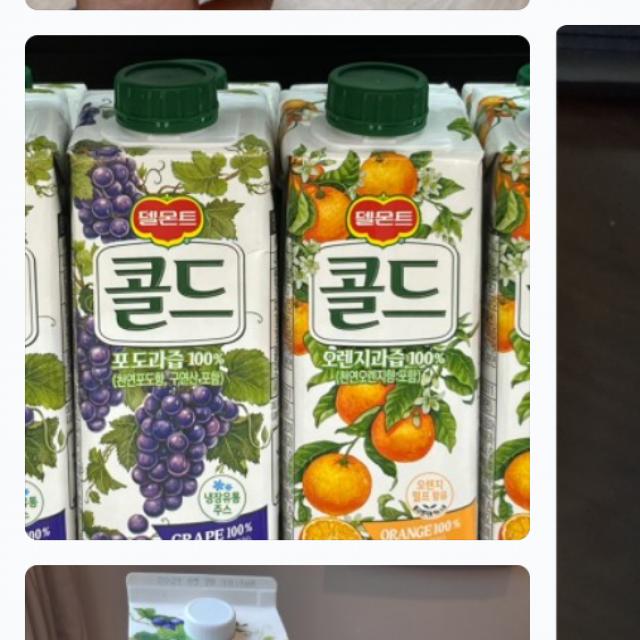 델몬트
콜드
포도과즙 100%
(천연포도향, 구연산 포함)
냉장유통
주스
GRAPE 100%
델몬트
콜드
오렌지과즙 100%
(천연오렌지향 포함)
오렌지
펄프 함유
ORANGE 100%